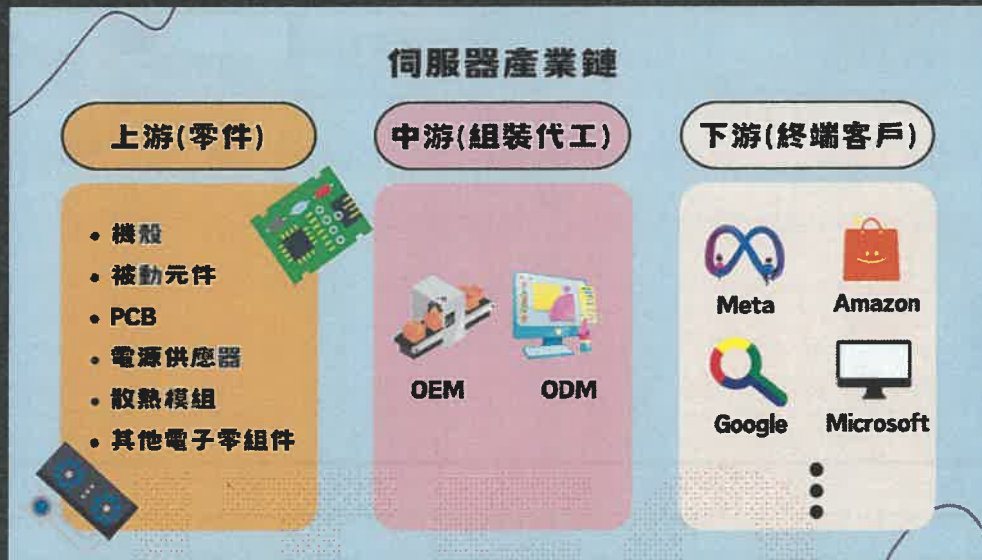 伺服器產業鏈
上游(零件)
• 機殼
• 被動元件
• PCB
• 電源供應器
• 散熱模組
• 其他電子零組件
中游(組裝代工)
OEM
ODM
下游(終端客戶)
Meta
Amazon
Google
Microsoft